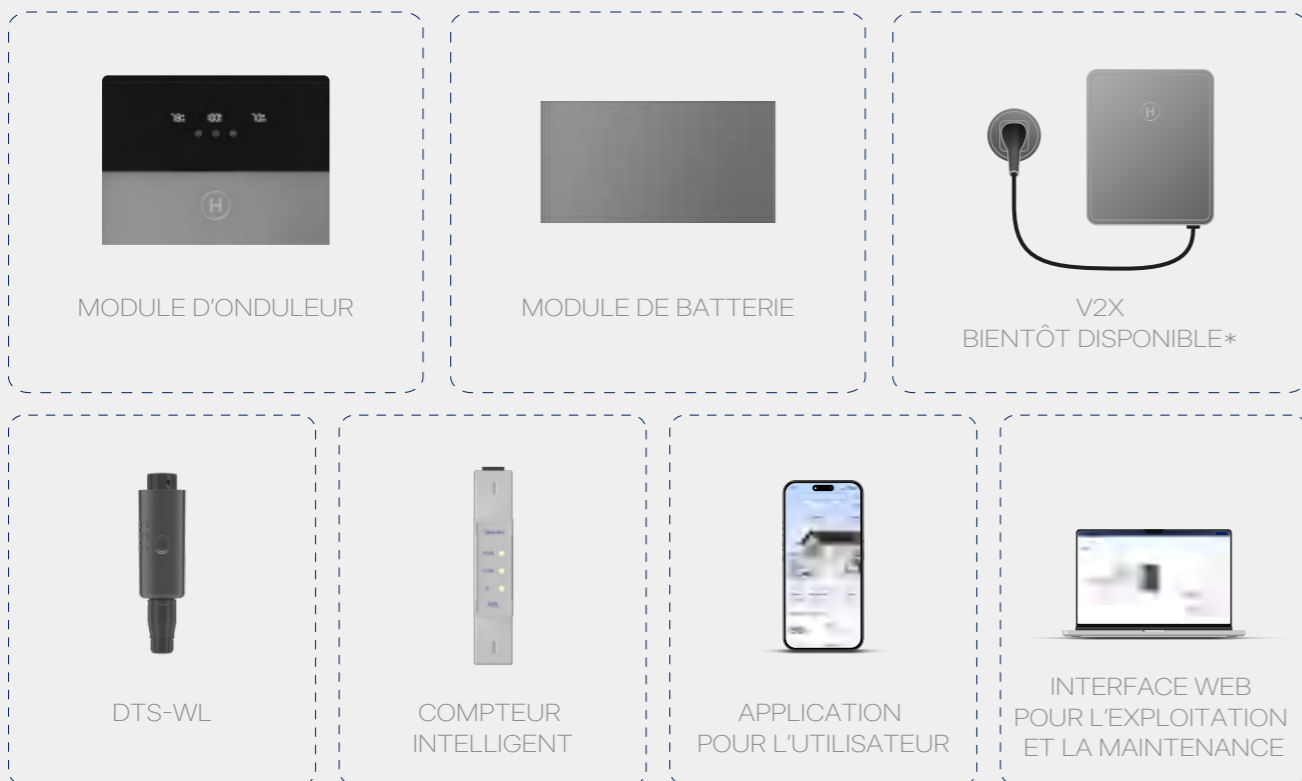 H
MODULE D'ONDULEUR
MODULE DE BATTERIE
H
V2X
BIENTÔT DISPONIBLE*
DTS-WL
COMPTEUR
INTELLIGENT
APPLICATION
POUR L'UTILISATEUR
INTERFACE WEB
POUR L'EXPLOITATION
ET LA MAINTENANCE